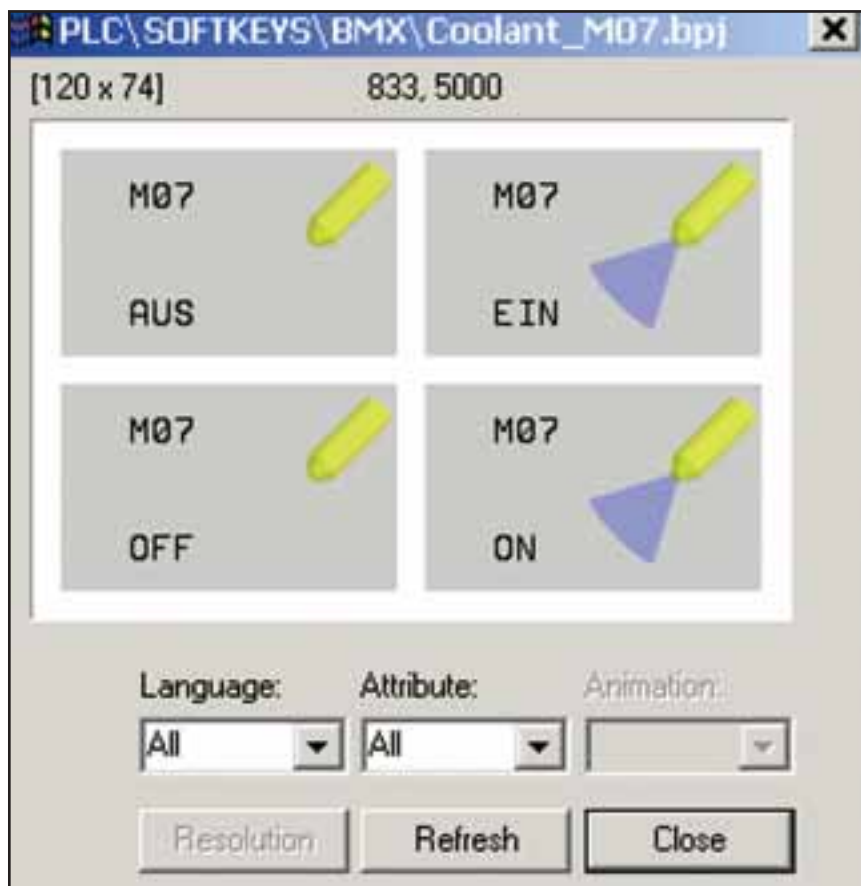 PLC\SOFTKEYS\BMX\Coolant_M07.bpj
[120 x 74] 833, 5000
M07 M07
AUS EIN
M07 M07
OFF ON
Language: Attribute: Animation:
All All
Resolution Refresh Close